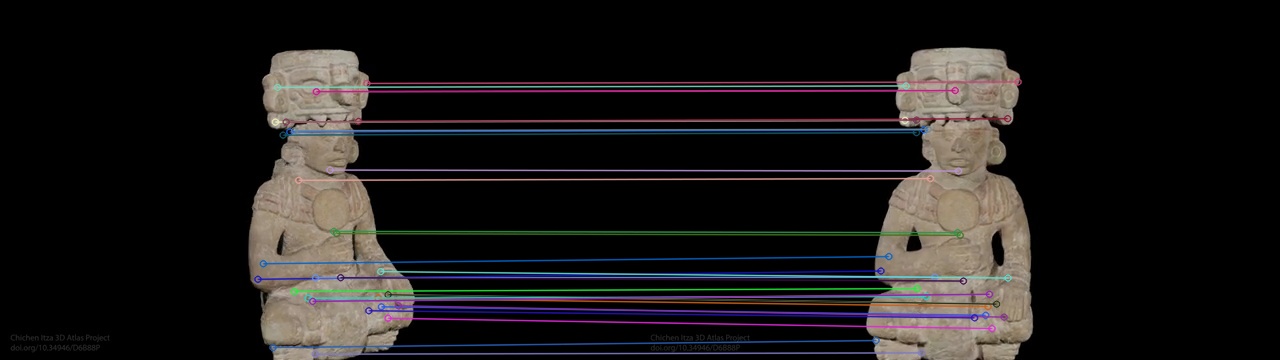 Chichen Itza 3D Atlas Project
doi.org/10.34946/D6B88P
Chichen Itza 3D Atlas Project
doi.org/10.34946/D6B88P